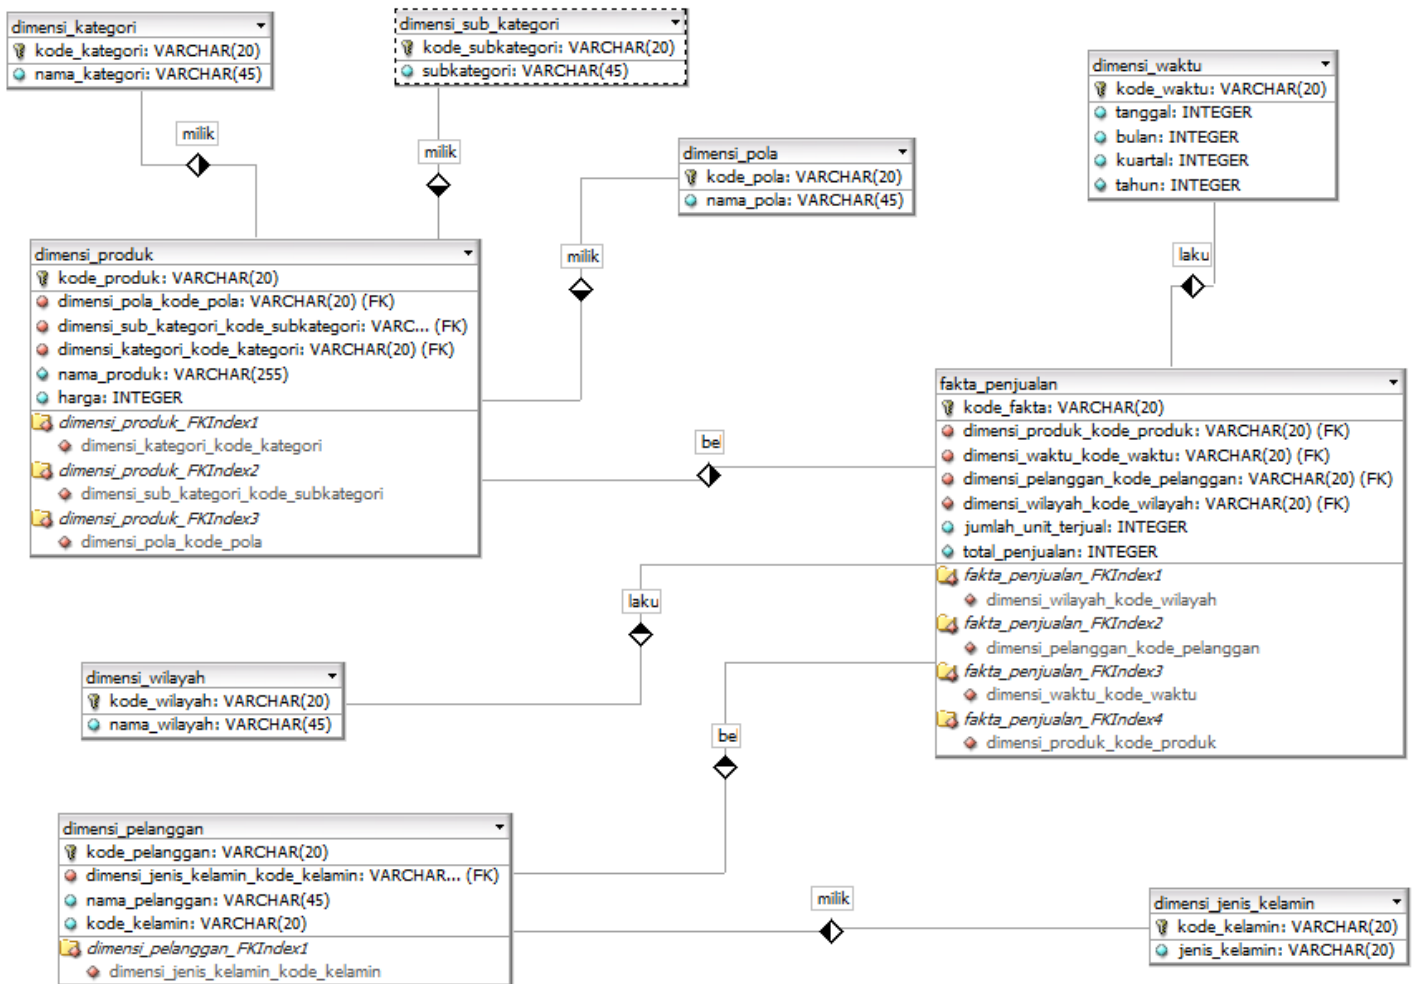 dimensi_kategori
kode_kategori: VARCHAR(20)
nama_kategori: VARCHAR(45)
dimensi_sub_kategori
kode_subkategori: VARCHAR(20)
subkategori: VARCHAR(45)
dimensi_waktu
kode_waktu: VARCHAR(20)
tanggal: INTEGER
bulan: INTEGER
kuartal: INTEGER
tahun: INTEGER
milik
milik
dimensi_pola
kode_pola: VARCHAR(20)
nama_pola: VARCHAR(45)
milik
laku
dimensi_produk
kode_produk: VARCHAR(20)
dimensi_pola_kode_pola: VARCHAR(20) (FK)
dimensi_sub_kategori_kode_subkategori: VARC... (FK)
dimensi_kategori_kode_kategori: VARCHAR(20) (FK)
nama_produk: VARCHAR(255)
harga: INTEGER
dimensi_produk_FKIndex1
dimensi_kategori_kode_kategori
dimensi_produk_FKIndex2
dimensi_sub_kategori_kode_subkategori
dimensi_produk_FKIndex3
dimensi_pola_kode_pola
bel
fakta_penjualan
kode_fakta: VARCHAR(20)
dimensi_produk_kode_produk: VARCHAR(20) (FK)
dimensi_waktu_kode_waktu: VARCHAR(20) (FK)
dimensi_pelanggan_kode_pelanggan: VARCHAR(20) (FK)
dimensi_wilayah_kode_wilayah: VARCHAR(20) (FK)
jumlah_unit_terjual: INTEGER
total_penjualan: INTEGER
fakta_penjualan_FKIndex1
dimensi_wilayah_kode_wilayah
fakta_penjualan_FKIndex2
dimensi_pelanggan_kode_pelanggan
fakta_penjualan_FKIndex3
dimensi_waktu_kode_waktu
fakta_penjualan_FKIndex4
dimensi_produk_kode_produk
laku
dimensi_wilayah
kode_wilayah: VARCHAR(20)
nama_wilayah: VARCHAR(45)
bel
dimensi_pelanggan
kode_pelanggan: VARCHAR(20)
dimensi_jenis_kelamin_kode_kelamin: VARCHAR... (FK)
nama_pelanggan: VARCHAR(45)
kode_kelamin: VARCHAR(20)
dimensi_pelanggan_FKIndex1
dimensi_jenis_kelamin_kode_kelamin
milik
dimensi_jenis_kelamin
kode_kelamin: VARCHAR(20)
jenis_kelamin: VARCHAR(20)